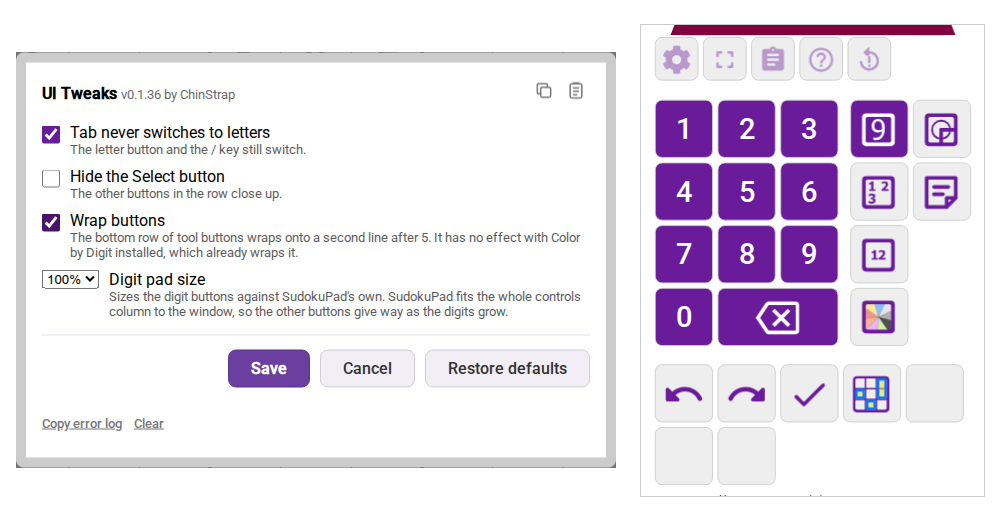 UI Tweaks v0.1.36 by ChinStrap
Tab never switches to letters
The letter button and the / key still switch.
Hide the Select button
The other buttons in the row close up.
Wrap buttons
The bottom row of tool buttons wraps onto a second line after 5. It has no effect with Color
by Digit installed, which already wraps it.
100% Digit pad size
Sizes the digit buttons against SudokuPad's own. SudokuPad fits the whole controls
column to the window, so the other buttons give way as the digits grow.
Save Cancel Restore defaults
Copy error log Clear
1 2 3 9
4 5 6 1 2 3
7 8 9 12
0